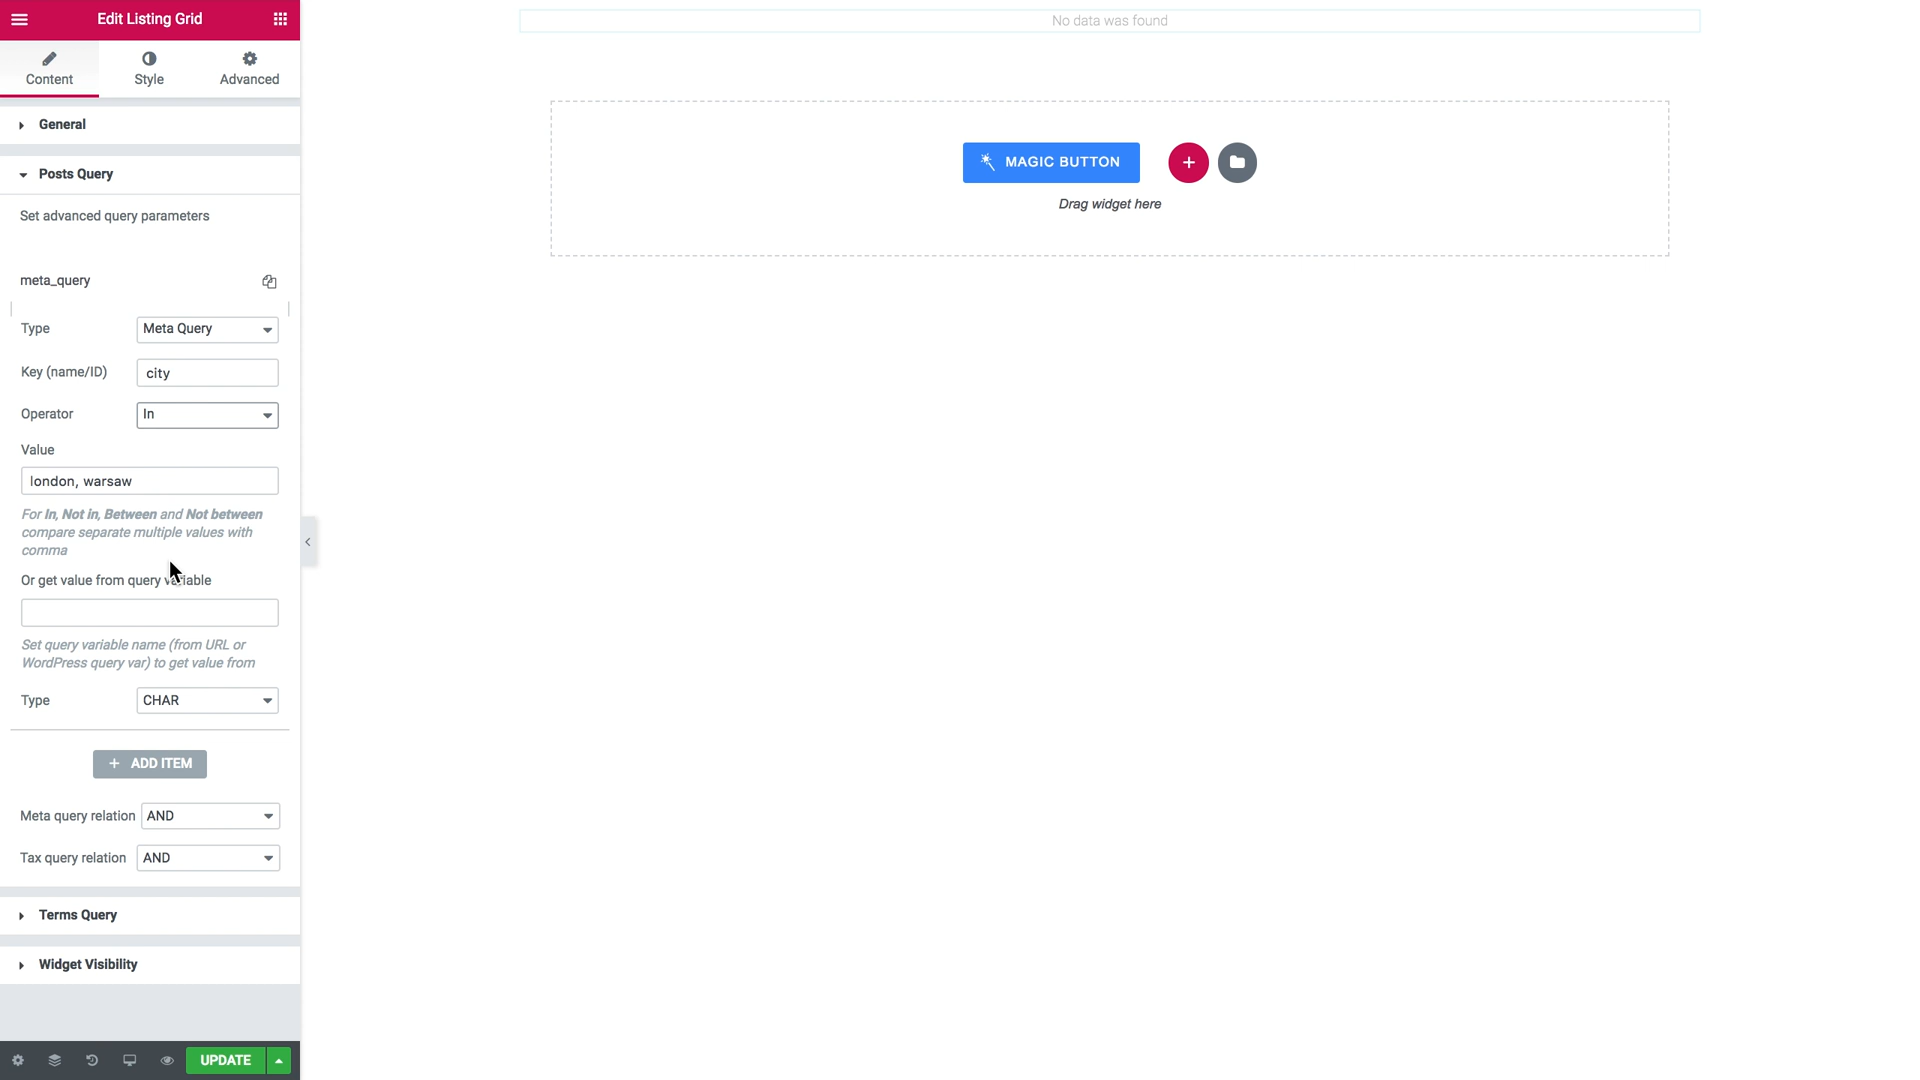 Edit Listing Grid
Content
Style
Advanced
General
Posts Query
Set advanced query parameters
meta_query
Type
Meta Query
Key (name/ID)
city
Operator
In
Value
london, warsaw
For In, Not in, Between and Not between
compare separate multiple values with
comma
Or get value from query variable
Set query variable name (from URL or
WordPress query var) to get value from
Type
CHAR
+ ADD ITEM
Meta query relation
AND
Tax query relation
AND
Terms Query
Widget Visibility
UPDATE
No data was found
MAGIC BUTTON
Drag widget here